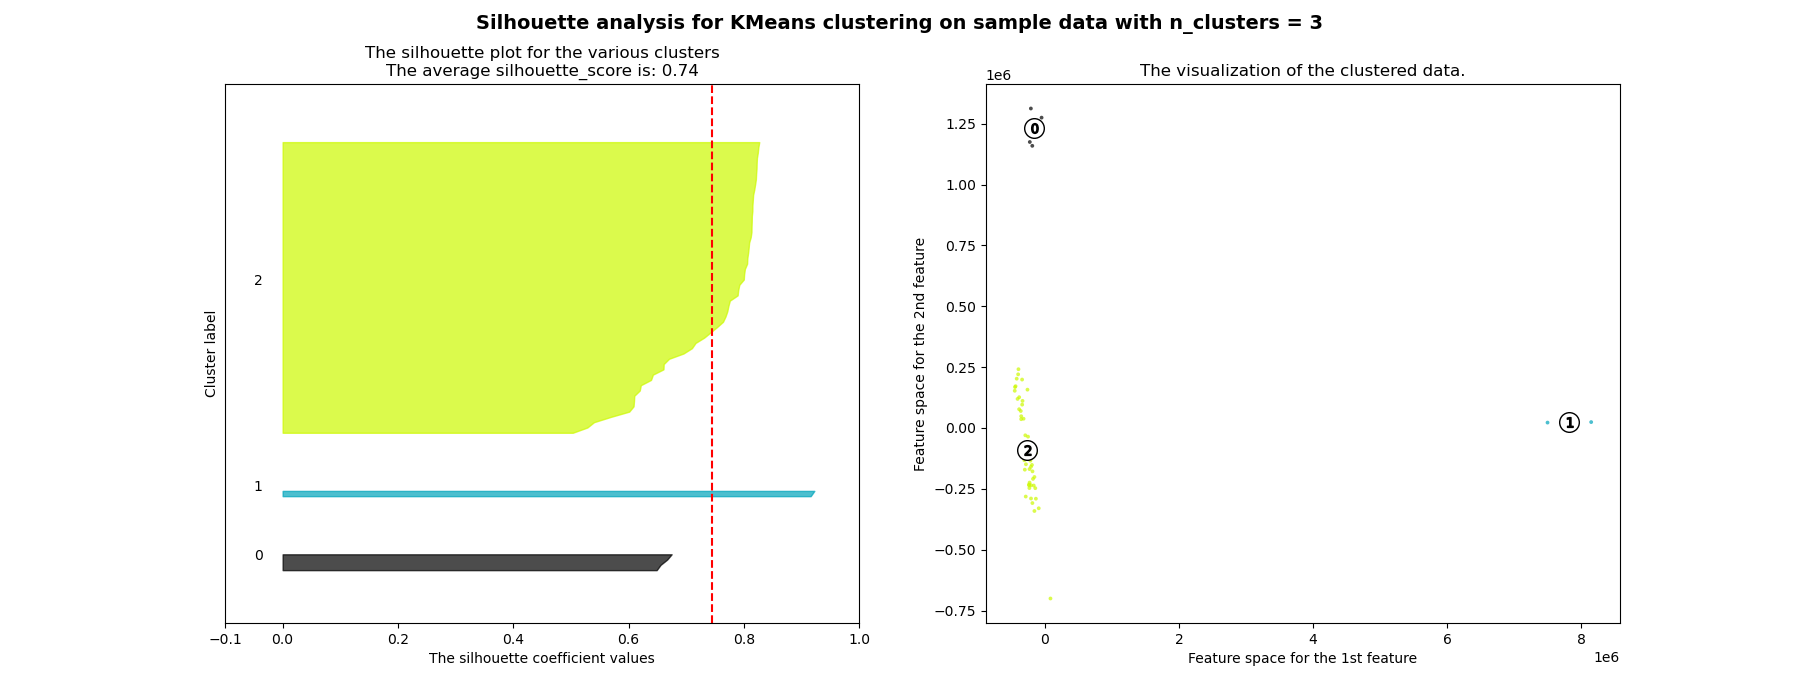 Silhouette analysis for KMeans clustering on sample data with n_clusters = 3
The silhouette plot for the various clusters
The average silhouette_score is: 0.74
Cluster label
2
1
0
−0.1 0.0 0.2 0.4 0.6 0.8 1.0
The silhouette coefficient values
The visualization of the clustered data.
1e6
Feature space for the 2nd feature
1.25
1.00
0.75
0.50
0.25
0.00
−0.25
−0.50
−0.75
0
1
2
0 2 4 6 8
1e6
Feature space for the 1st feature